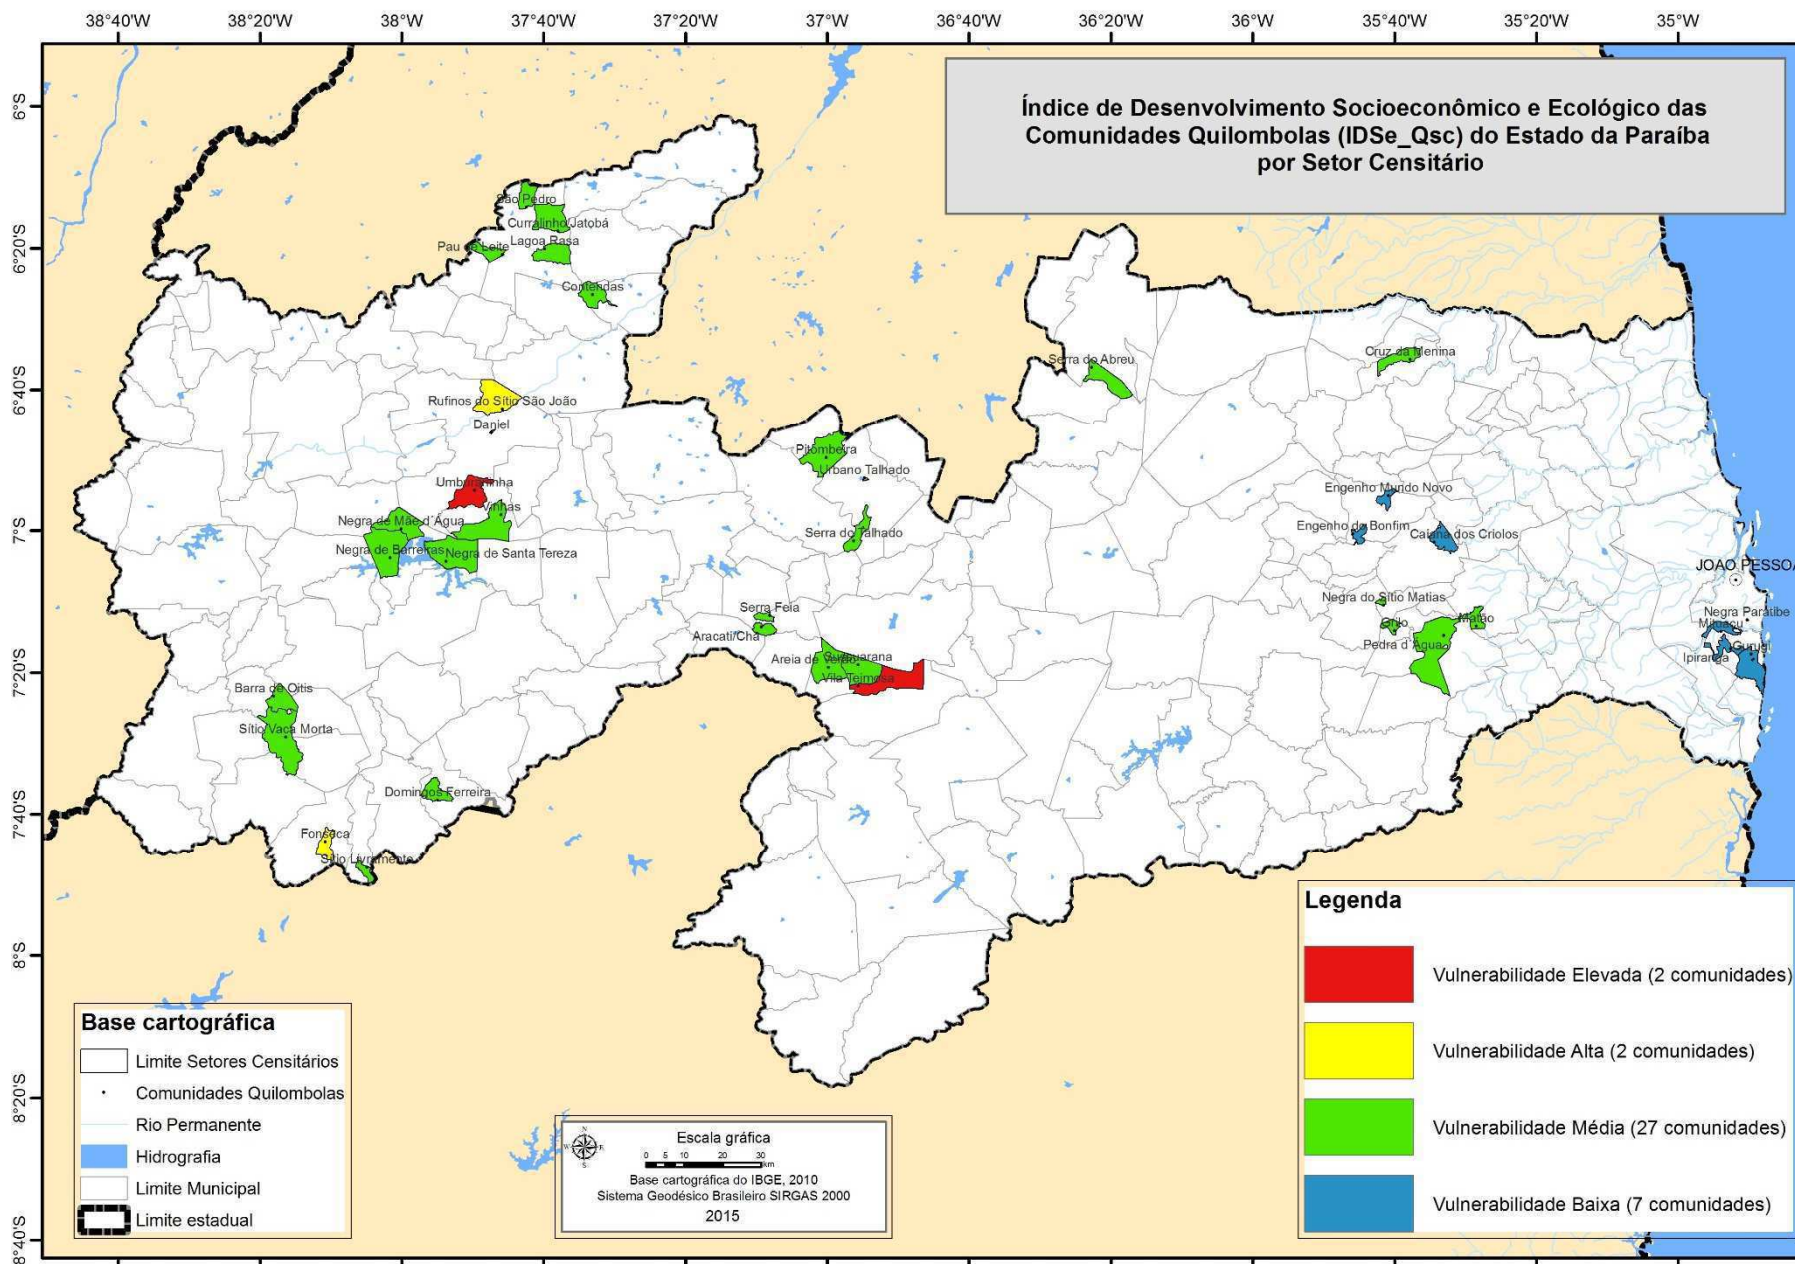 38°40'W 38°20'W 38°W 37°40'W 37°20'W 37°W 36°40'W 36°20'W 36°W 35°40'W 35°20'W 35°W
6°S
6°20'S
6°40'S
7°S
7°20'S
7°40'S
8°S
8°20'S
8°40'S
Índice de Desenvolvimento Socioeconômico e Ecológico das
Comunidades Quilombolas (IDSe_Qsc) do Estado da Paraíba
por Setor Censitário
São Pedro
Curralinho/Jatobá
Lagoa Rasa
Pau de Leite
Contendas
Serra do Abreu
Cruz da Menina
Rufinos do Sítio São João
Daniel
Pitombeira
Urbano Talhado
Umburaninha
Vinhas
Engenho Mundo Novo
Negra de Mãe d'Água
Engenho do Bonfim
Caiana dos Criolos
Serra do Talhado
Negra de Barreiras
Negra de Santa Tereza
JOAO PESSOA
Negra do Sítio Matias
Serra Feia
Negra Paratibe
Grilo
Matão
Mituaçu
Aracati/Chã
Pedra d'Água
Gurugi
Areia de Verão
Ipiranga
Vila Teimosa
Barra de Oitis
Sítio Vaca Morta
Domingos Ferreira
Fonseca
Sítio Livramento
Legenda
Vulnerabilidade Elevada (2 comunidades)
Vulnerabilidade Alta (2 comunidades)
Vulnerabilidade Média (27 comunidades)
Vulnerabilidade Baixa (7 comunidades)
Base cartográfica
Limite Setores Censitários
Comunidades Quilombolas
Rio Permanente
Hidrografia
Limite Municipal
Limite estadual
N
W E
S
Escala gráfica
0 5 10 20 30
km
Base cartográfica do IBGE, 2010
Sistema Geodésico Brasileiro SIRGAS 2000
2015